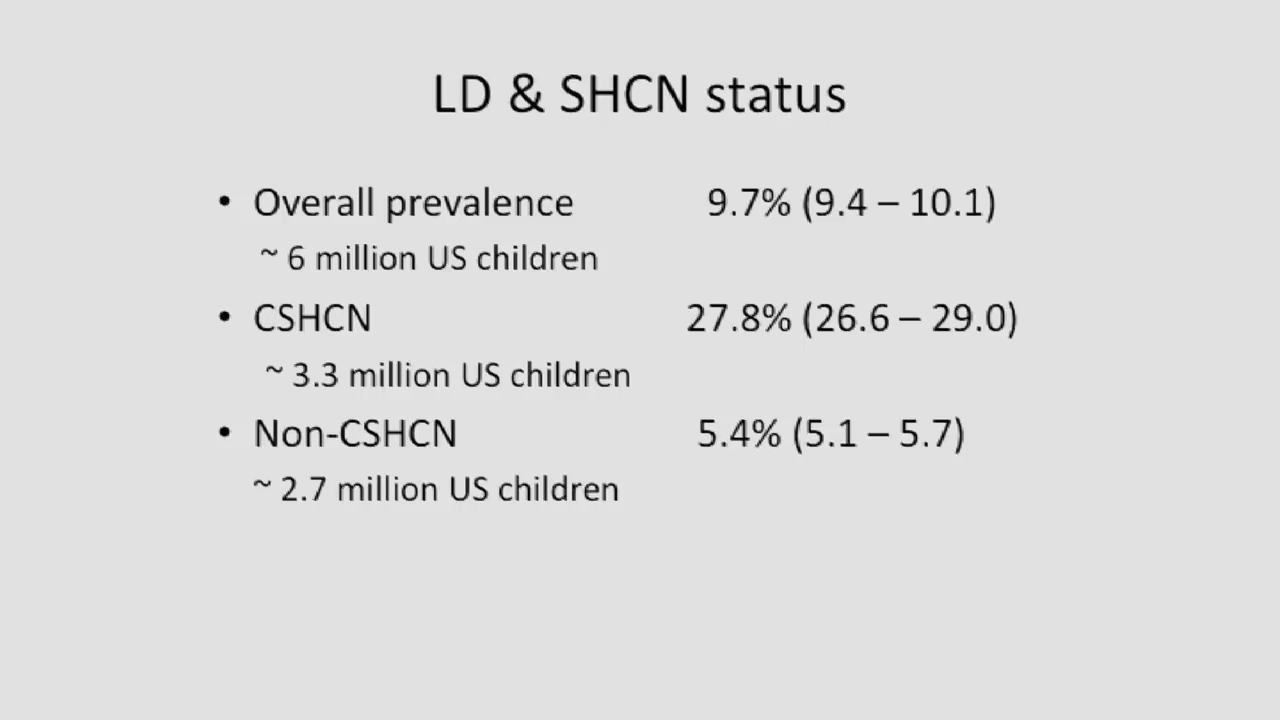 LD & SHCN status
• Overall prevalence 9.7% (9.4 – 10.1)
~ 6 million US children
• CSHCN 27.8% (26.6 – 29.0)
~ 3.3 million US children
• Non-CSHCN 5.4% (5.1 – 5.7)
~ 2.7 million US children